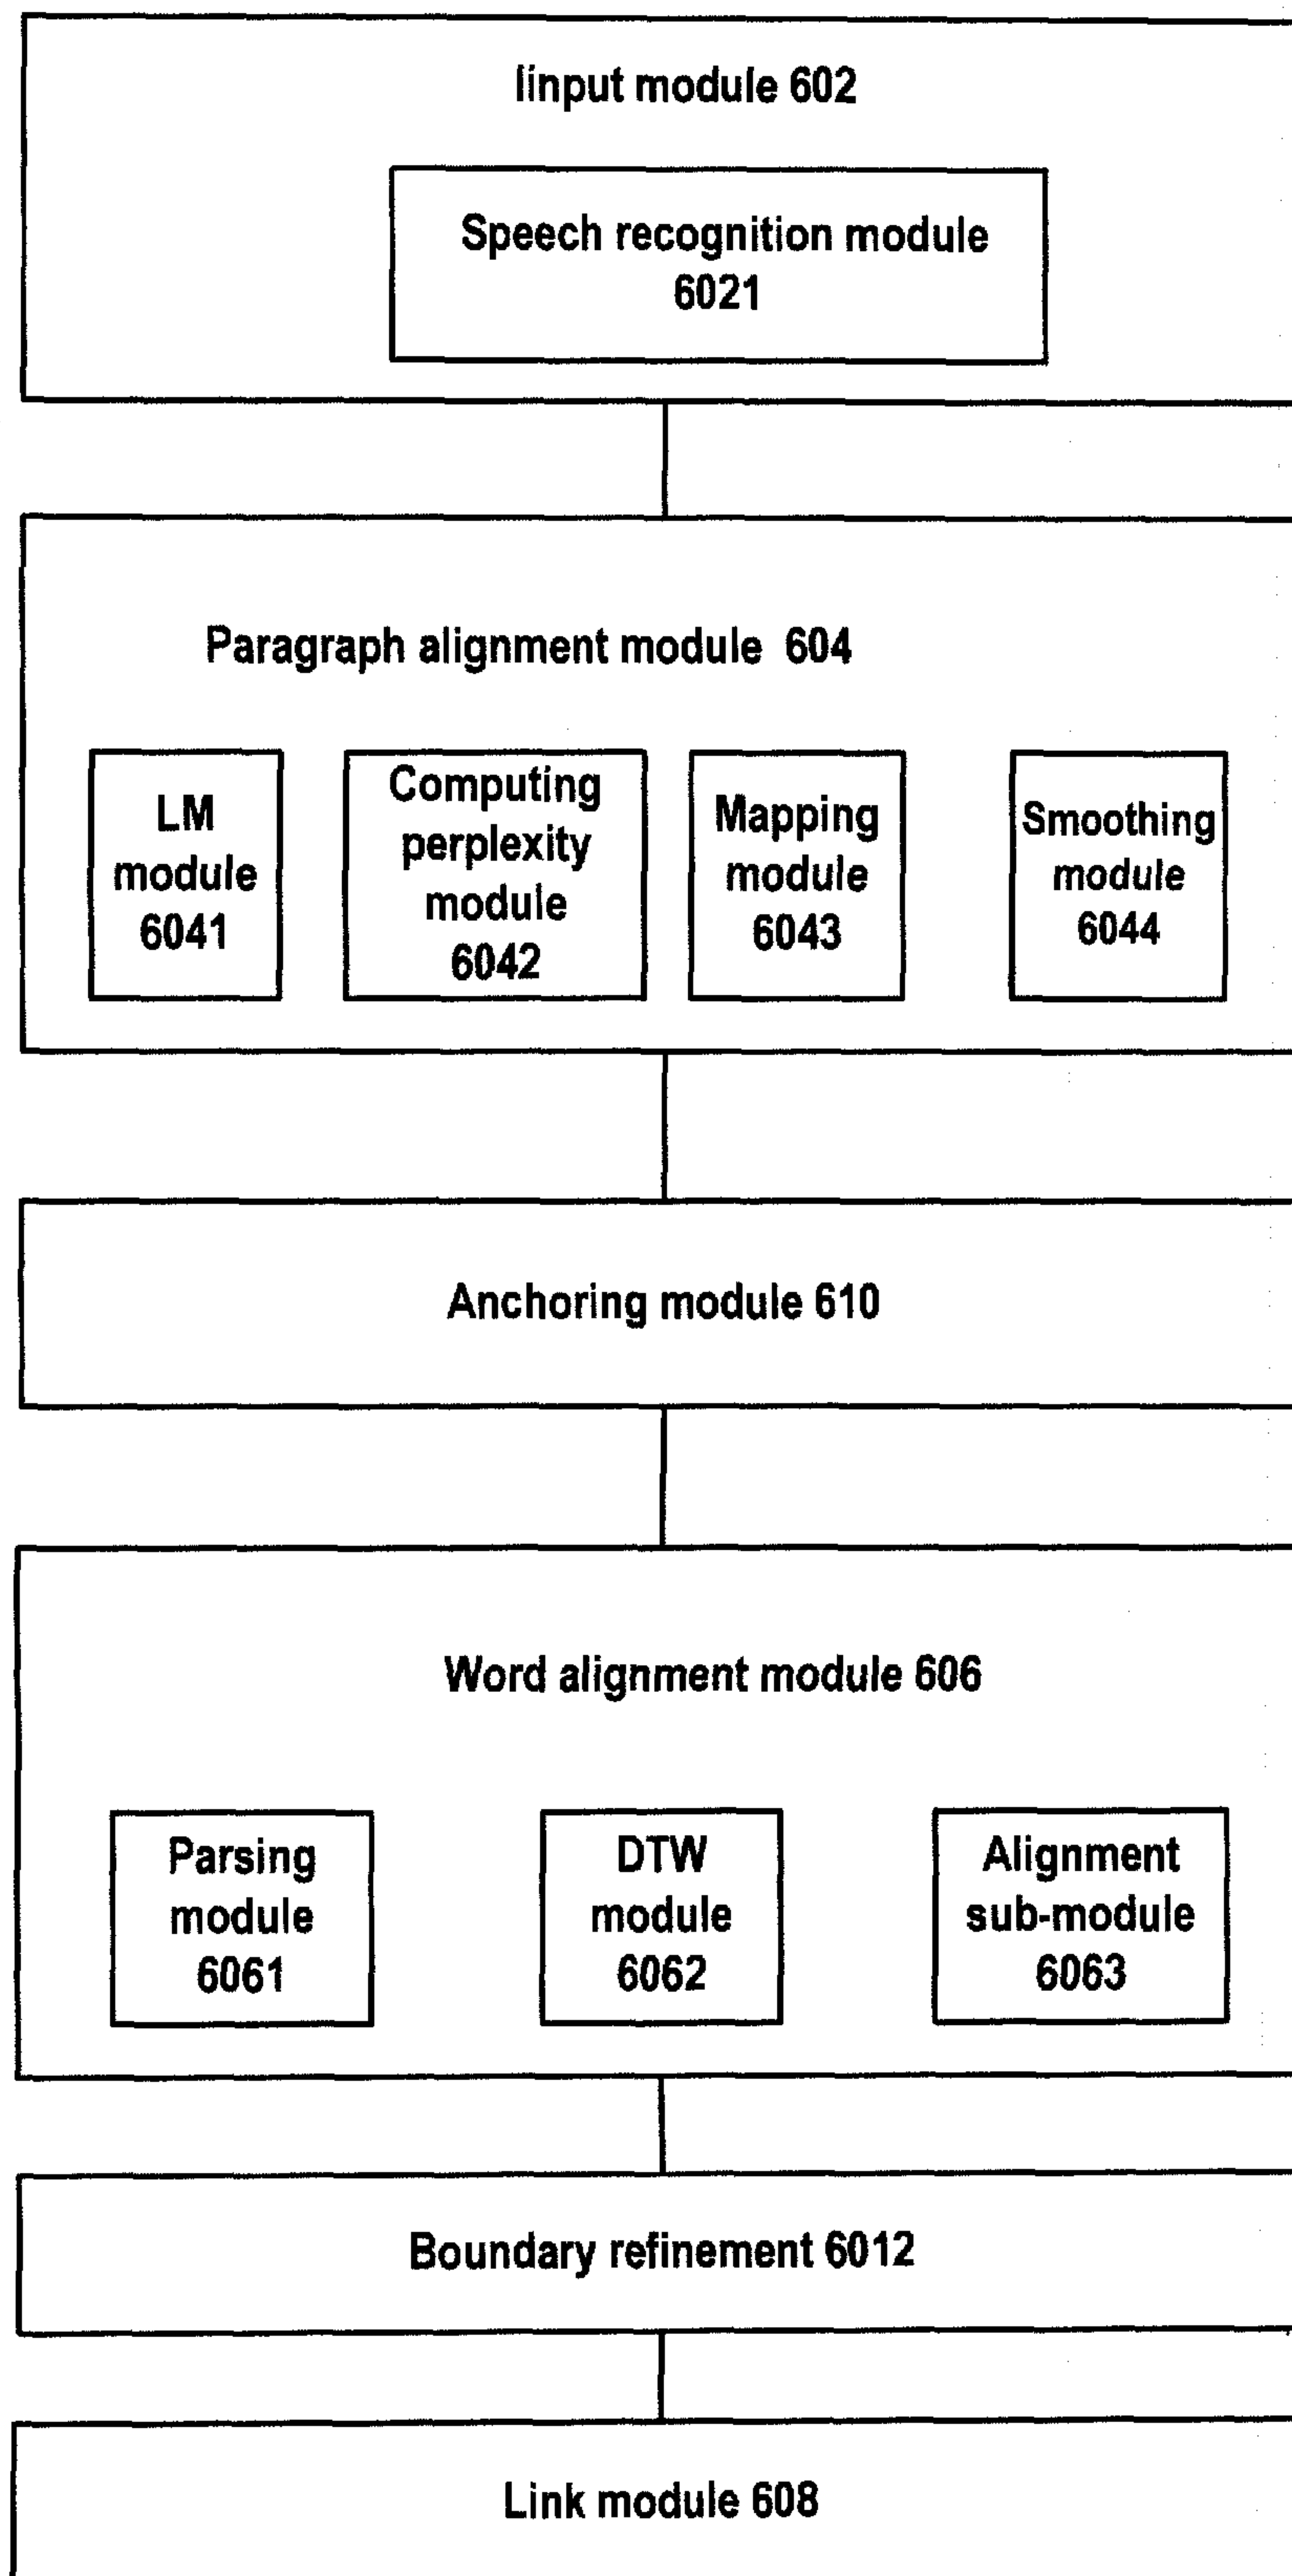 Iinput module 602
Speech recognition module
6021
Paragraph alignment module 604
LM
module
6041
Computing
perplexity
module
6042
Mapping
module
6043
Smoothing
module
6044
Anchoring module 610
Word alignment module 606
Parsing
module
6061
DTW
module
6062
Alignment
sub-module
6063
Boundary refinement 6012
Link module 608